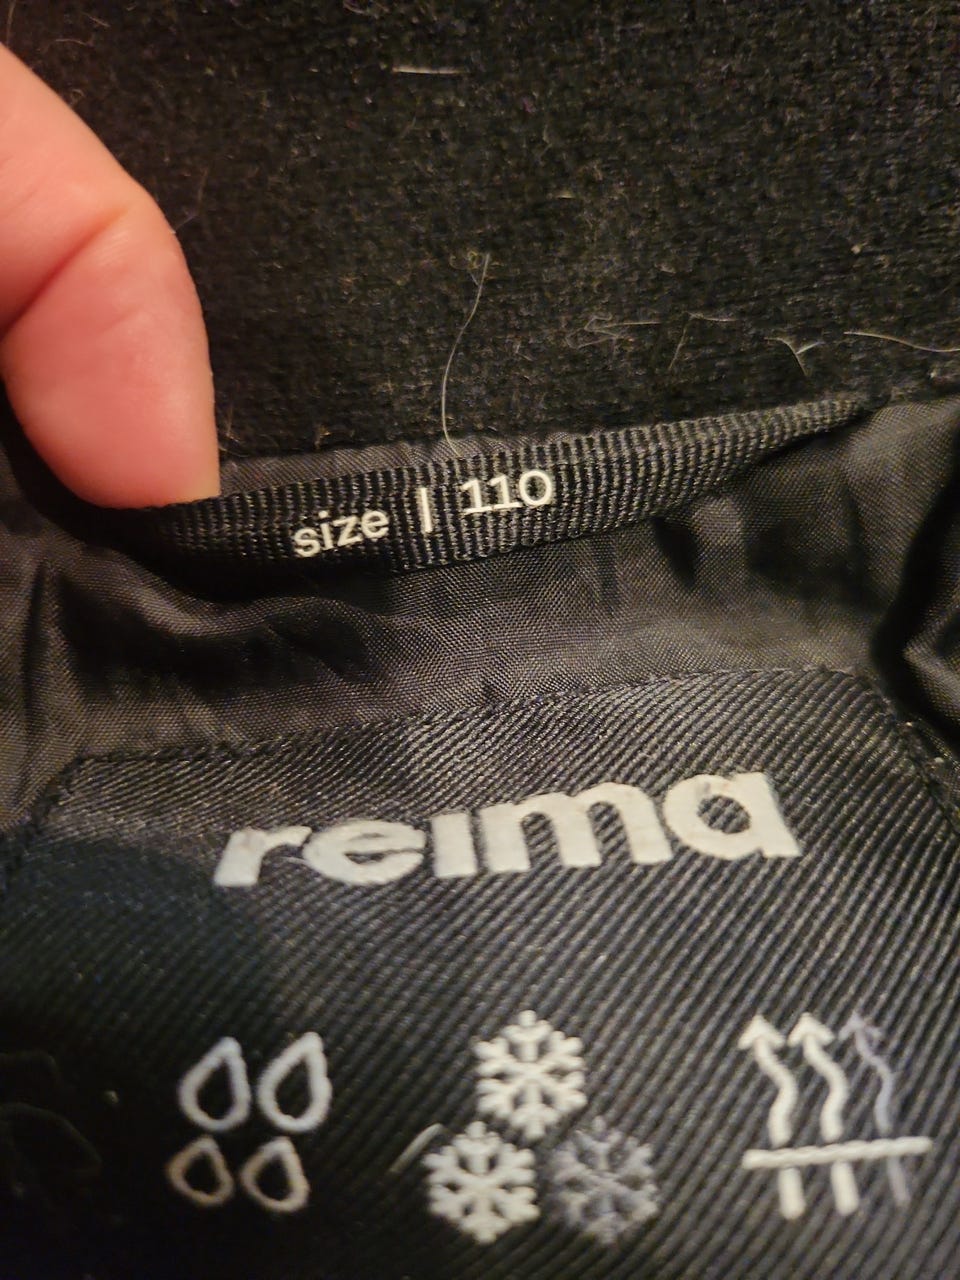 size | 110
reima